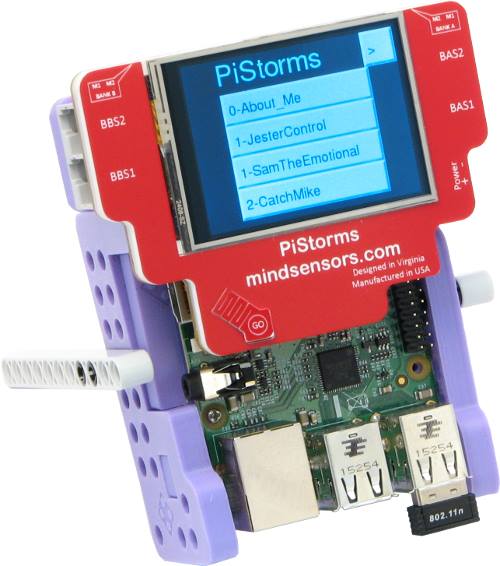 PiStorms
>
0-About_Me
1-JesterControl
1-SamTheEmotional
2-CatchMike
M2 M1
BANK B
BBS2
BBS1
M2 M1
BANK A
BAS2
BAS1
Power
- +
PiStorms
mindsensors.com
Designed in Virginia
Manufactured in USA
GO
15254
15254
802.11n